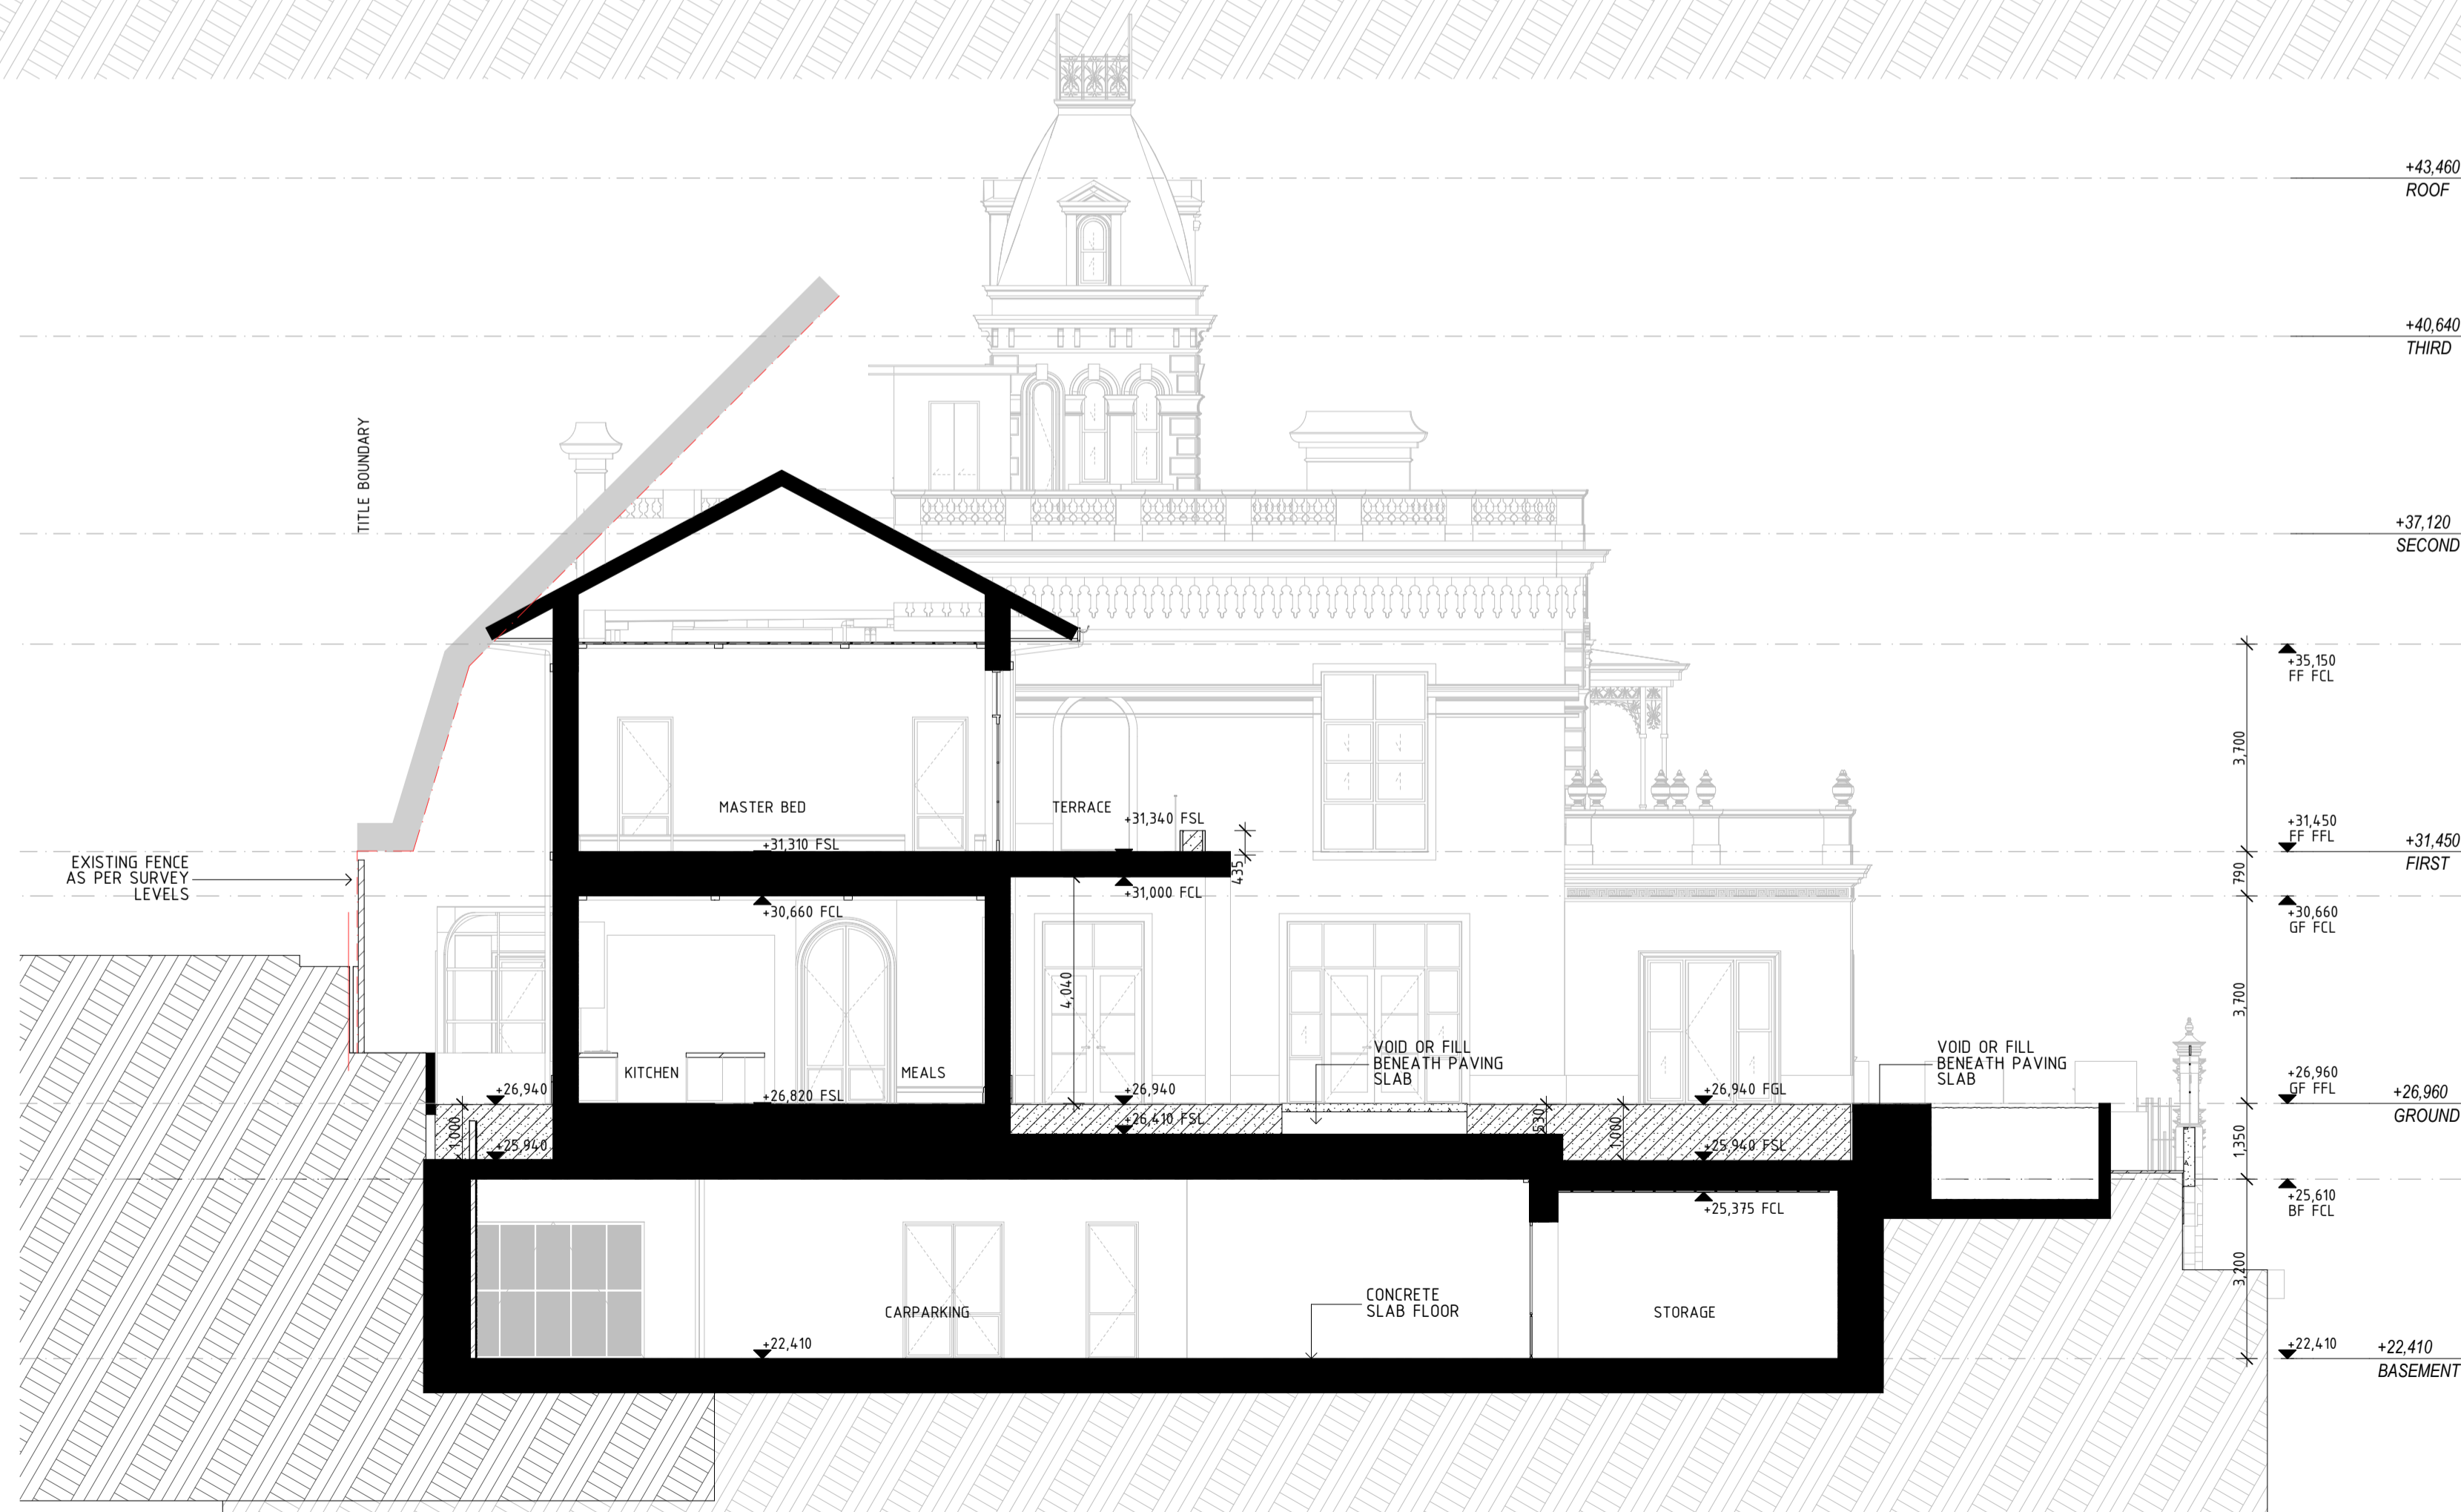 +43,460
ROOF
+40,640
THIRD
TITLE BOUNDARY
+37,120
SECOND
+35,150
FF FCL
3,700
MASTER BED
TERRACE
+31,340 FSL
+31,310 FSL
435
+31,450
FF FFL
+31,450
FIRST
790
EXISTING FENCE
AS PER SURVEY
LEVELS
+31,000 FCL
+30,660 FCL
+30,660
GF FCL
4,040
3,700
KITCHEN
MEALS
VOID OR FILL
BENEATH PAVING
SLAB
VOID OR FILL
BENEATH PAVING
SLAB
+26,940
+26,820 FSL
+26,940
+26,940 FGL
+26,960
GF FFL
+26,960
GROUND
1,000
+26,410 FSL
530
1,000
1,350
+25,940
+25,940 FSL
+25,375 FCL
+25,610
BF FCL
3,200
CARPARKING
CONCRETE
SLAB FLOOR
STORAGE
+22,410
+22,410
+22,410
BASEMENT